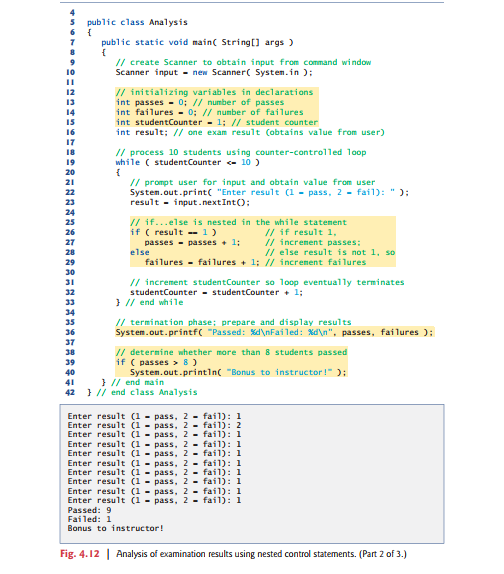 4
5 public class Analysis
6 {
7 public static void main( String[] args )
8 {
9 // create Scanner to obtain input from command window
10 Scanner input = new Scanner( System.in );
11
12 // initializing variables in declarations
13 int passes = 0; // number of passes
14 int failures = 0; // number of failures
15 int studentCounter = 1; // student counter
16 int result; // one exam result (obtains value from user)
17
18 // process 10 students using counter-controlled loop
19 while ( studentCounter <= 10 )
20 {
21 // prompt user for input and obtain value from user
22 System.out.print( "Enter result (1 = pass, 2 = fail): " );
23 result = input.nextInt();
24
25 // if...else is nested in the while statement
26 if ( result == 1 ) // if result 1,
27 passes = passes + 1; // increment passes;
28 else // else result is not 1, so
29 failures = failures + 1; // increment failures
30
31 // increment studentCounter so loop eventually terminates
32 studentCounter = studentCounter + 1;
33 } // end while
34
35 // termination phase; prepare and display results
36 System.out.printf( "Passed: %d\nFailed: %d\n", passes, failures );
37
38 // determine whether more than 8 students passed
39 if ( passes > 8 )
40 System.out.println( "Bonus to instructor!" );
41 } // end main
42 } // end class Analysis
Enter result (1 = pass, 2 = fail): 1
Enter result (1 = pass, 2 = fail): 2
Enter result (1 = pass, 2 = fail): 1
Enter result (1 = pass, 2 = fail): 1
Enter result (1 = pass, 2 = fail): 1
Enter result (1 = pass, 2 = fail): 1
Enter result (1 = pass, 2 = fail): 1
Enter result (1 = pass, 2 = fail): 1
Enter result (1 = pass, 2 = fail): 1
Enter result (1 = pass, 2 = fail): 1
Passed: 9
Failed: 1
Bonus to instructor!
Fig. 4.12 | Analysis of examination results using nested control statements. (Part 2 of 3.)